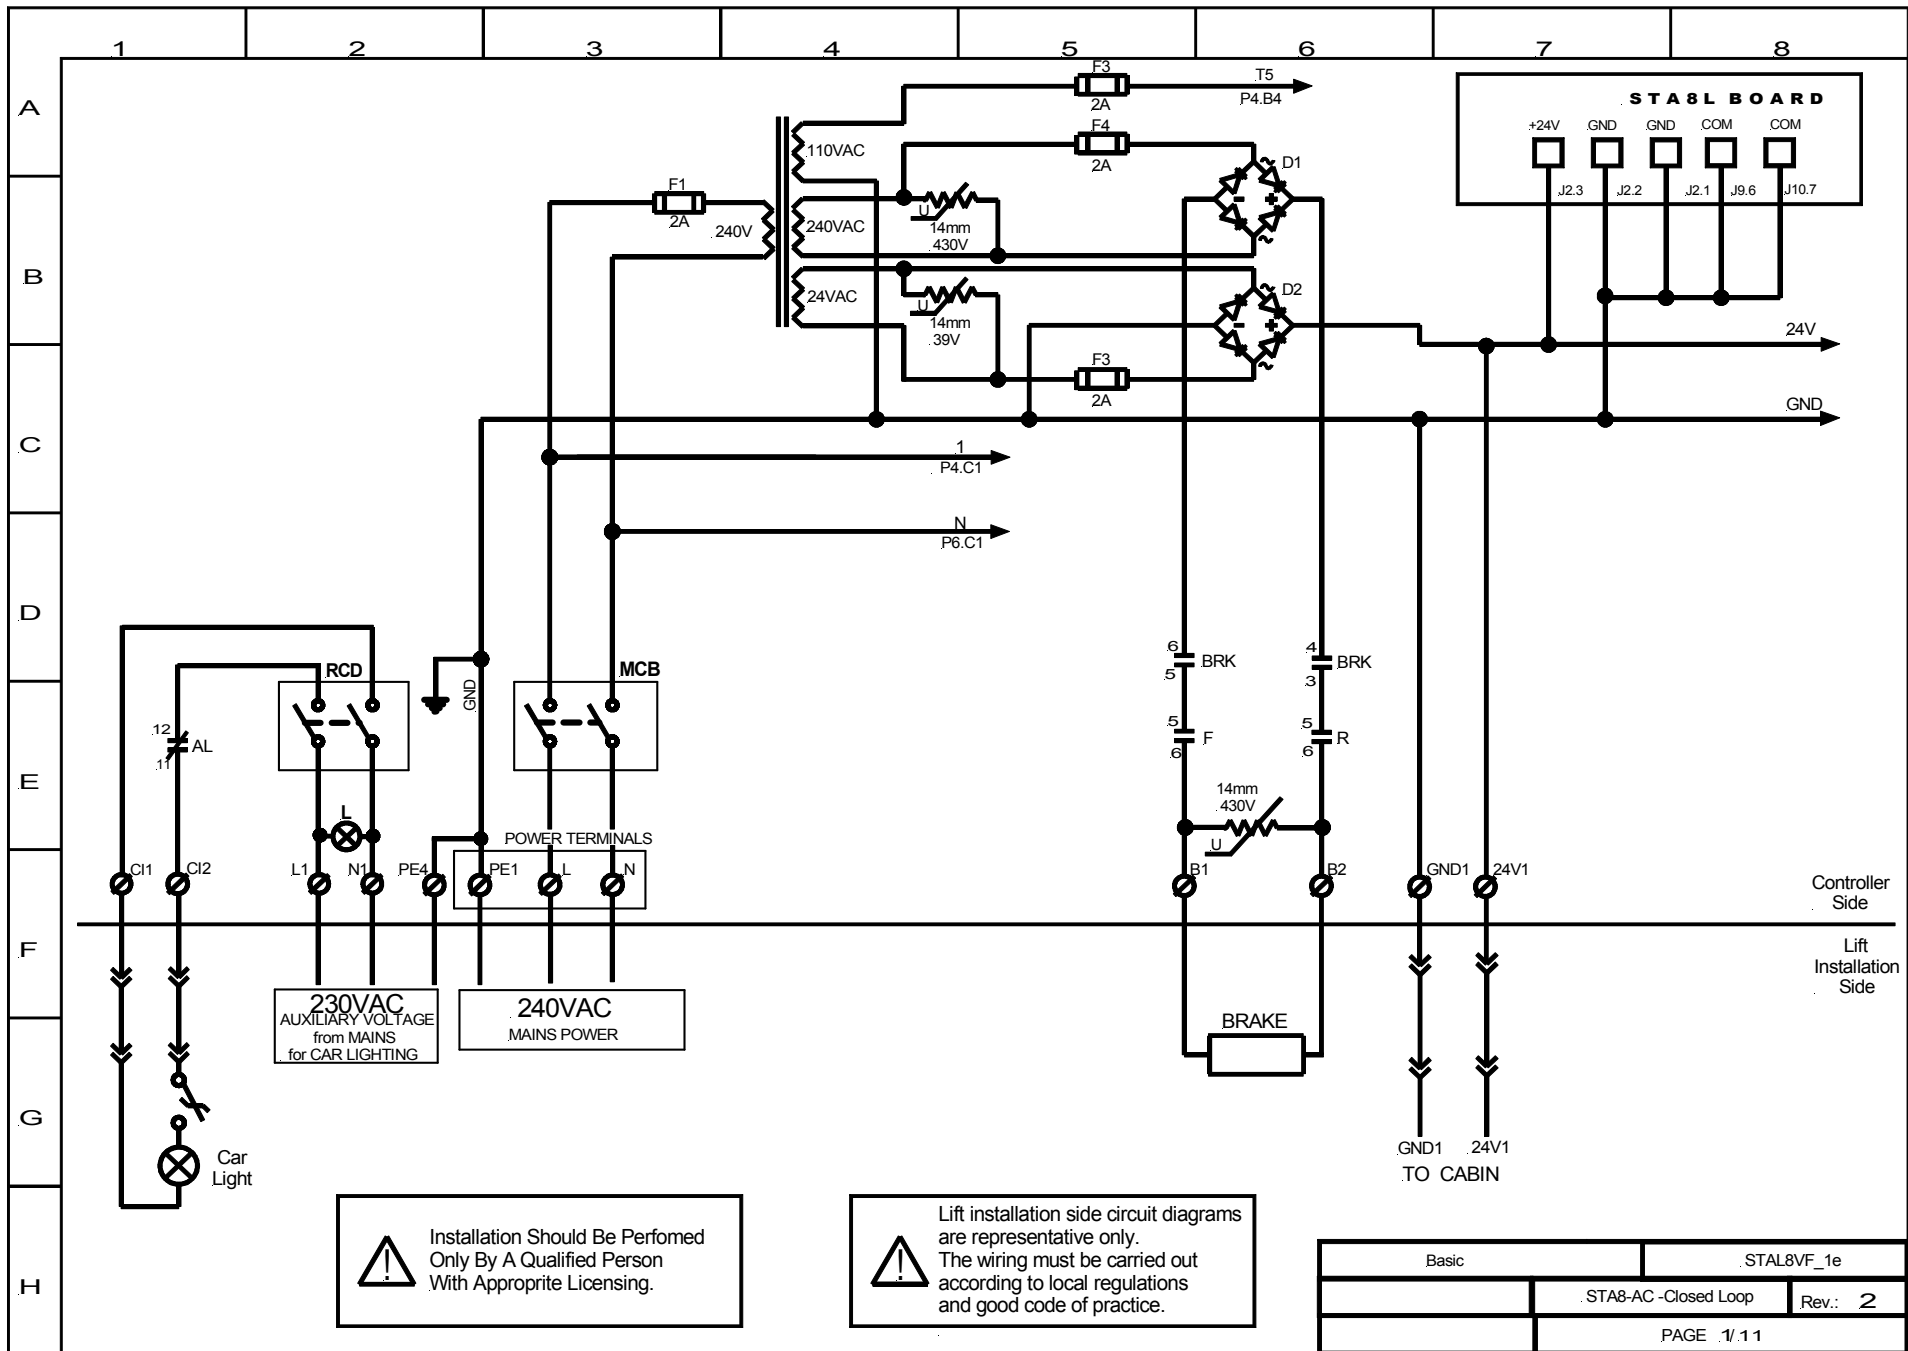 1 2 3 4 5 6 7 8
A
B
C
D
E
F
G
H
F3
2A
T5
P4.B4
F4
2A
110VAC
F1
2A
240V
240VAC
U
14mm
430V
24VAC
U
14mm
39V
F3
2A
D1
- +
D2
- +
STA8L BOARD
+24V GND GND COM COM
J2.3 J2.2 J2.1 J9.6 J10.7
24V
GND
1
P4.C1
N
P6.C1
RCD
MCB
GND
12
AL
11
L
POWER TERMINALS
CI1 CI2 L1 N1 PE4 PE1 L N
6
BRK
5
4
BRK
3
5
F
6
5
R
6
14mm
430V
U
B1 B2 GND1 24V1
Controller
Side
Lift
Installation
Side
230VAC
AUXILIARY VOLTAGE
from MAINS
for CAR LIGHTING
240VAC
MAINS POWER
BRAKE
Car
Light
GND1 24V1
TO CABIN
!
Installation Should Be Perfomed
Only By A Qualified Person
With Approprite Licensing.
!
Lift installation side circuit diagrams
are representative only.
The wiring must be carried out
according to local regulations
and good code of practice.
Basic STAL8VF_1e
STA8-AC -Closed Loop Rev.: 2
PAGE 1/ 11